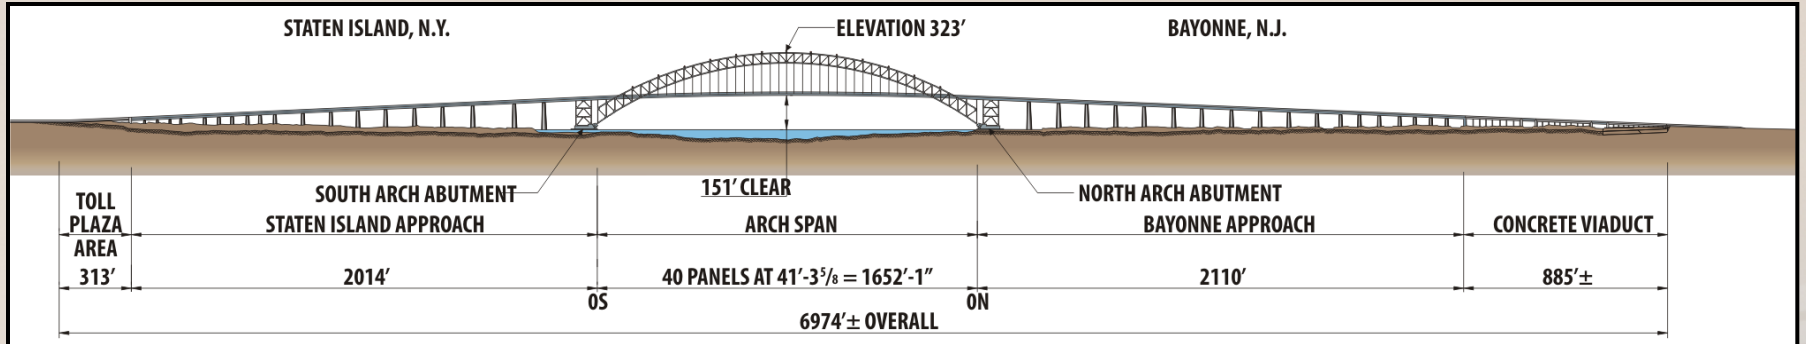 STATEN ISLAND, N.Y.
ELEVATION 323'
BAYONNE, N.J.
SOUTH ARCH ABUTMENT
151' CLEAR
NORTH ARCH ABUTMENT
TOLL
PLAZA
AREA
STATEN ISLAND APPROACH
ARCH SPAN
BAYONNE APPROACH
CONCRETE VIADUCT
313'
2014'
40 PANELS AT 41'-3⁵/₈ = 1652'-1"
2110'
885'±
0S
0N
6974'± OVERALL